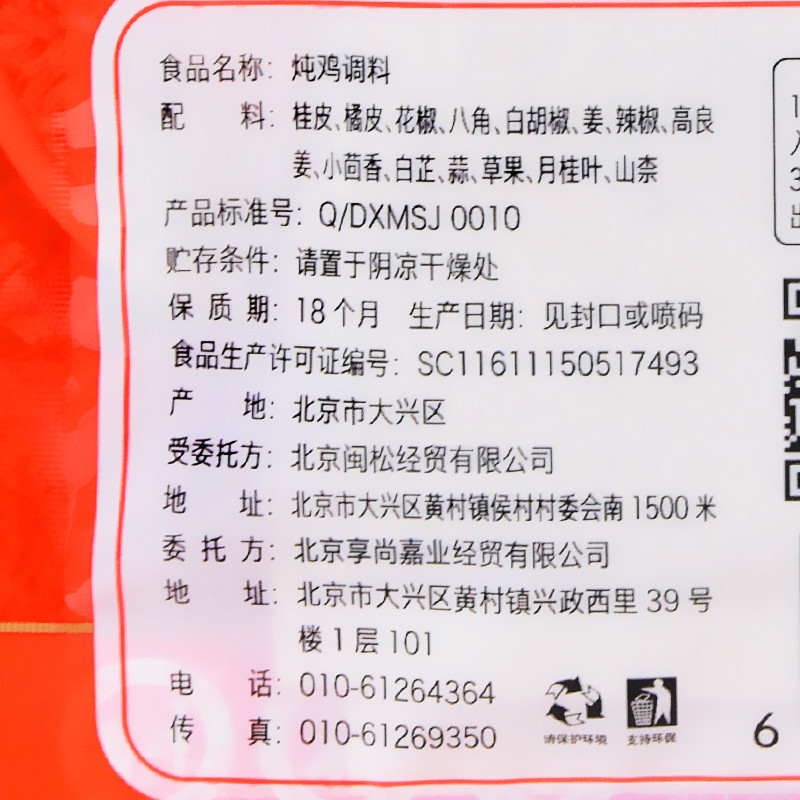 食品名称：炖鸡调料
配　料：桂皮、橘皮、花椒、八角、白胡椒、姜、辣椒、高良
姜、小茴香、白芷、蒜、草果、月桂叶、山柰
产品标准号：Q/DXMSJ 0010
贮存条件：请置于阴凉干燥处
保 质 期：18个月　生产日期：见封口或喷码
食品生产许可证编号：SC11611150517493
产　地：北京市大兴区
受委托方：北京闽松经贸有限公司
地　址：北京市大兴区黄村镇侯村村委会南1500米
委 托 方：北京享尚嘉业经贸有限公司
地　址：北京市大兴区黄村镇兴政西里39号
楼1层101
电　话：010-61264364
传　真：010-61269350
请保护环境 支持环保
6